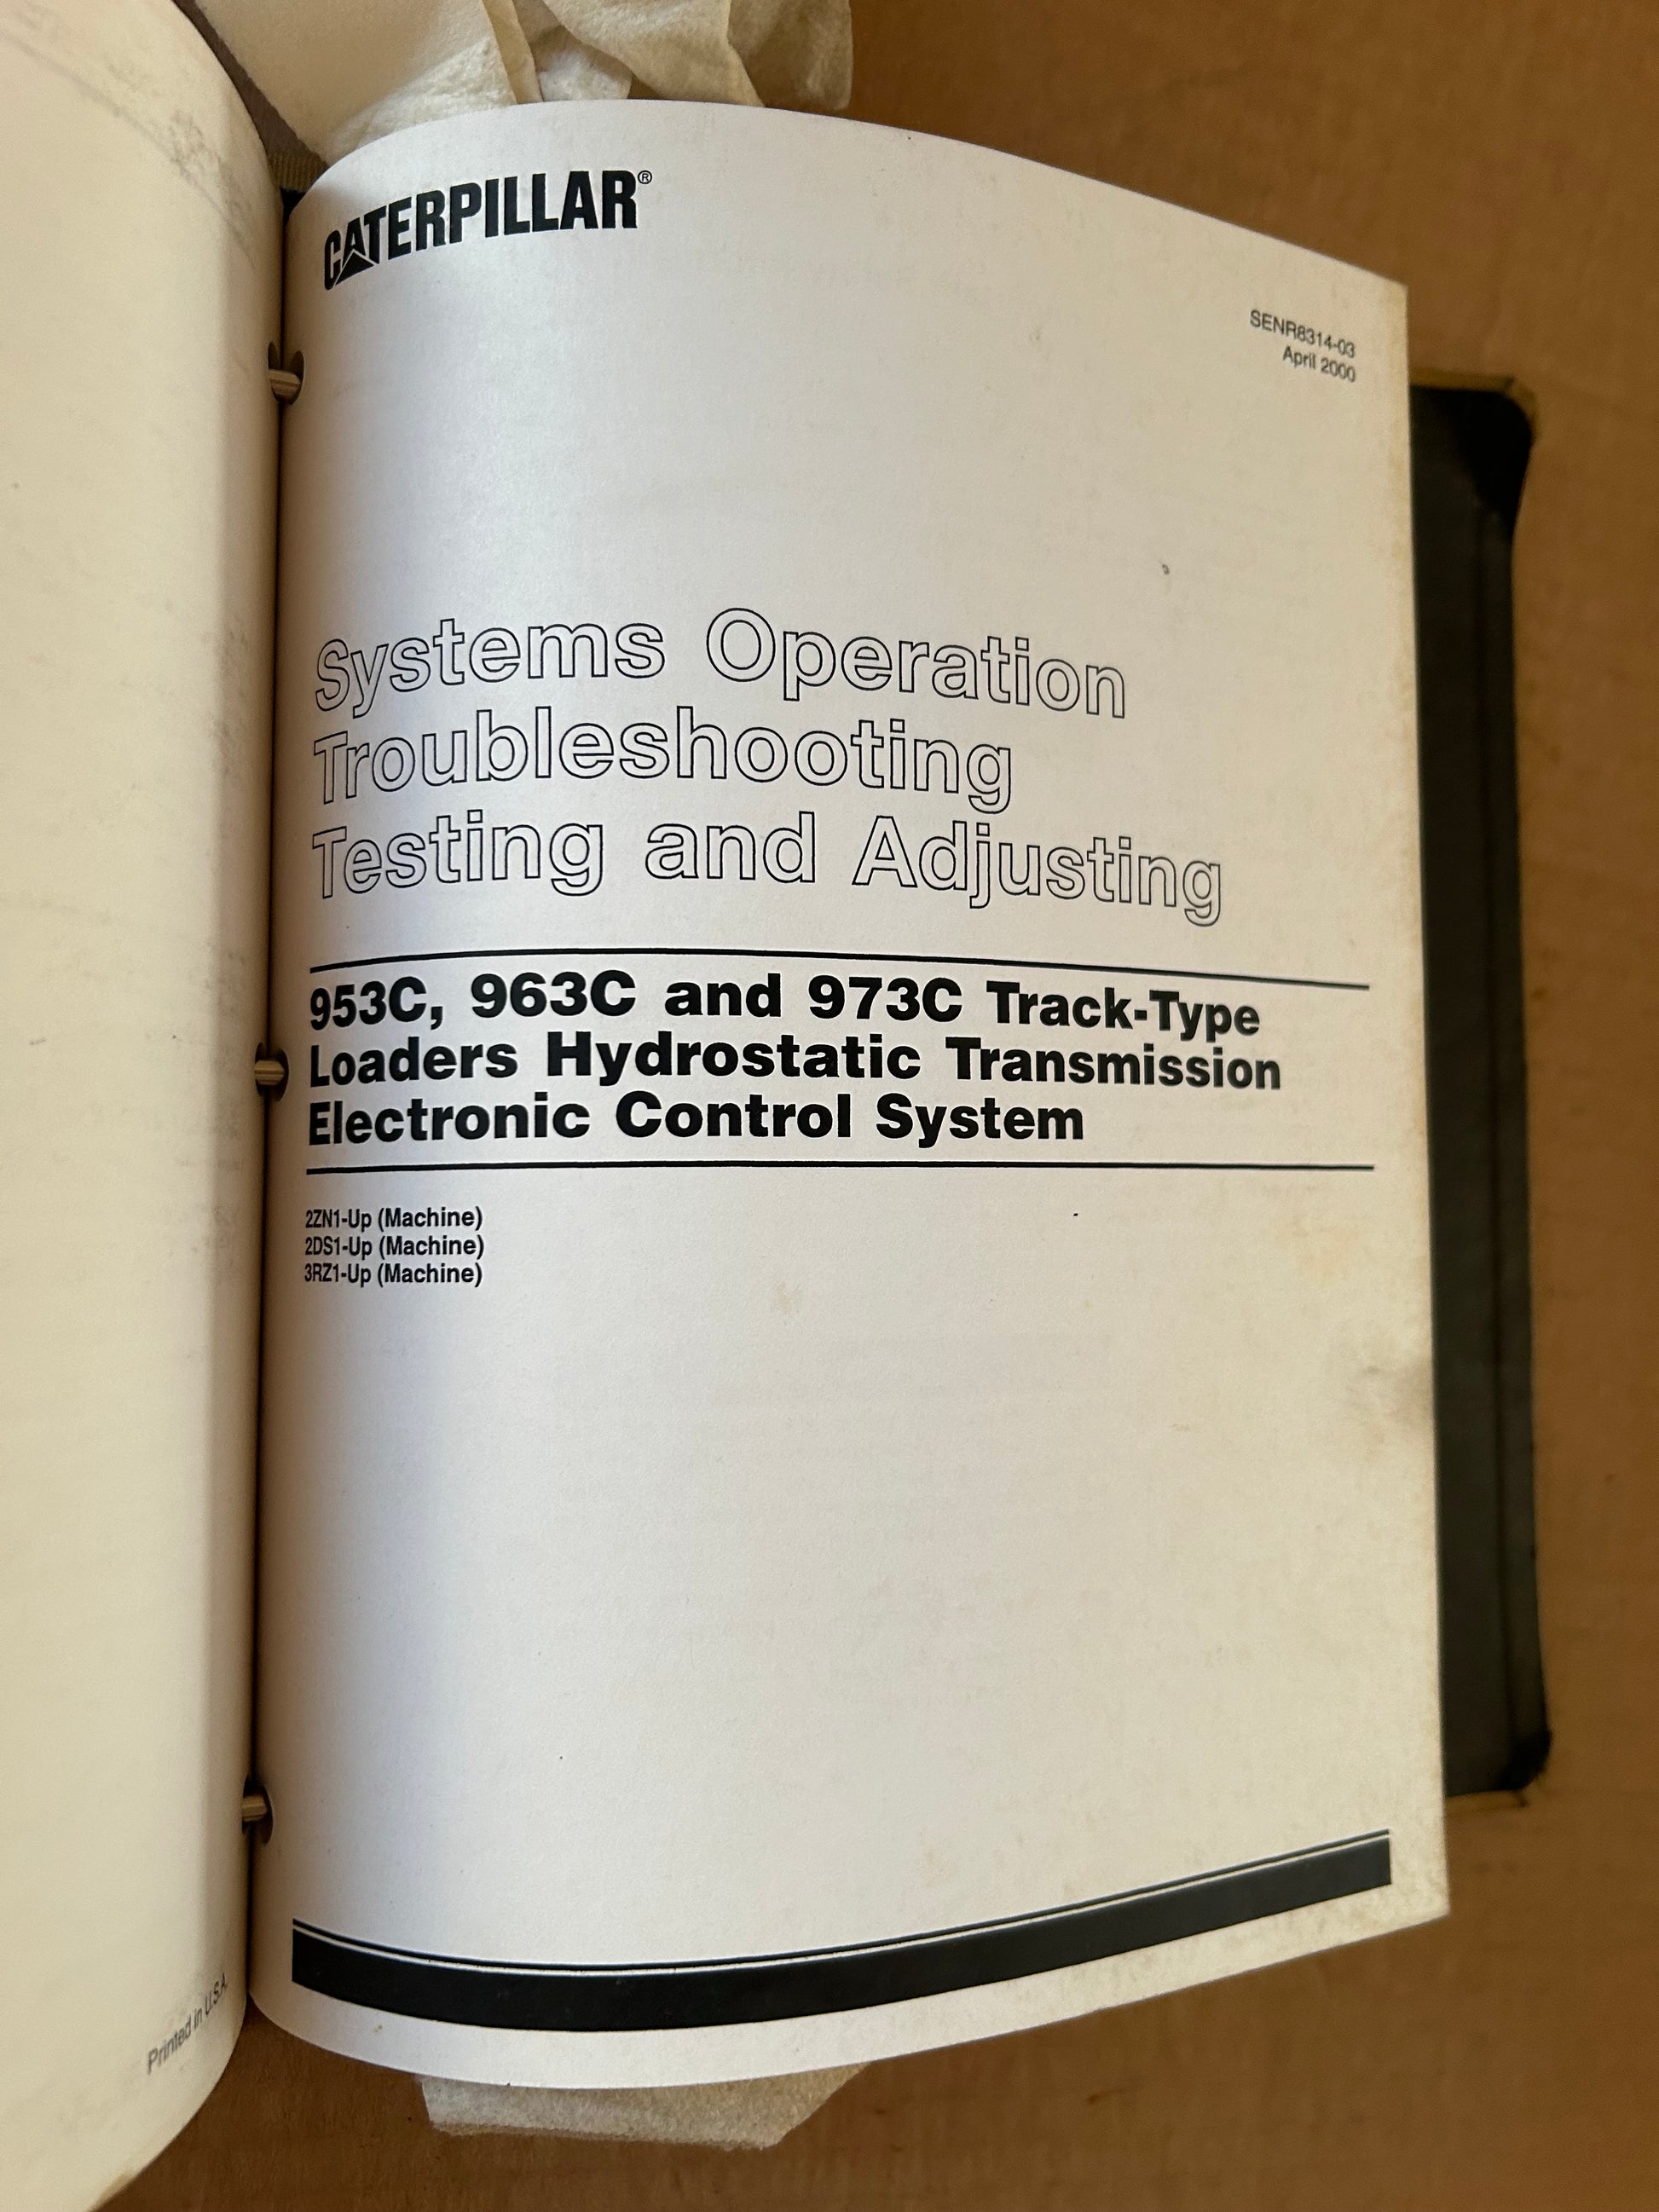 CATERPILLAR®
SENR8314-03
April 2000
Systems Operation
Troubleshooting
Testing and Adjusting
953C, 963C and 973C Track-Type
Loaders Hydrostatic Transmission
Electronic Control System
2ZN1-Up (Machine)
2DS1-Up (Machine)
3RZ1-Up (Machine)
Printed in U.S.A.